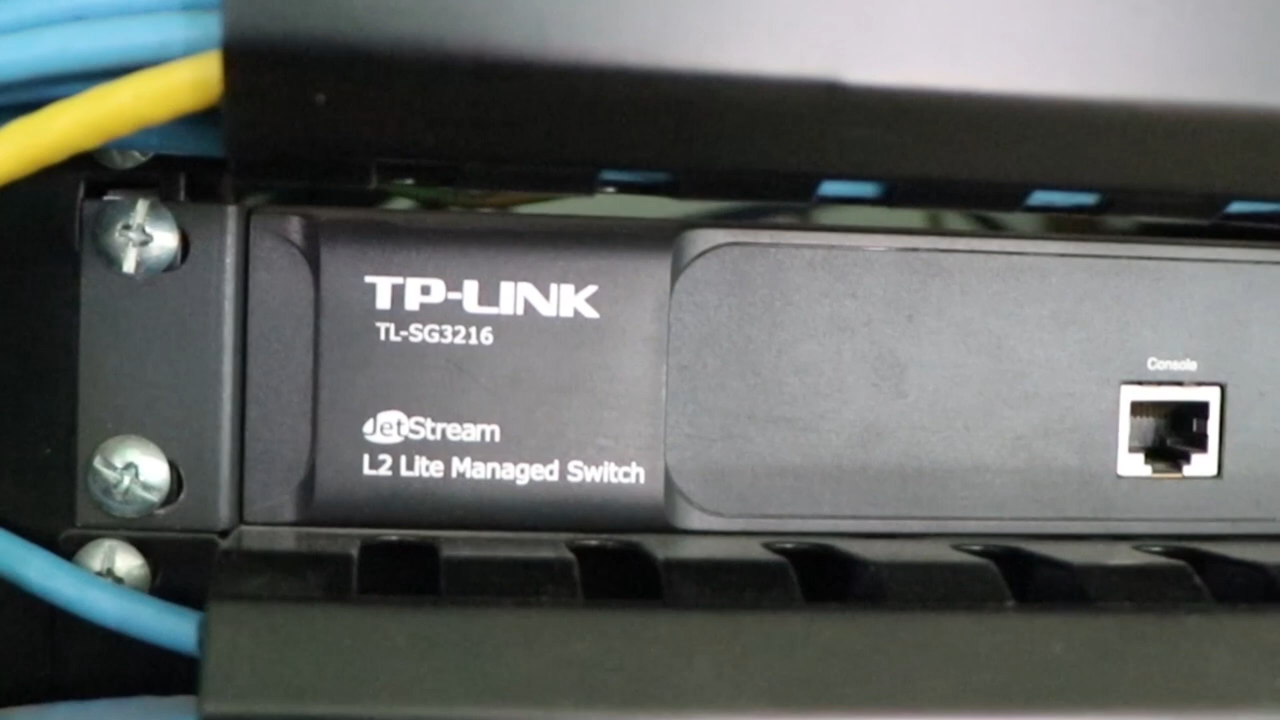 TP-LINK
TL-SG3216
JetStream
L2 Lite Managed Switch
Console